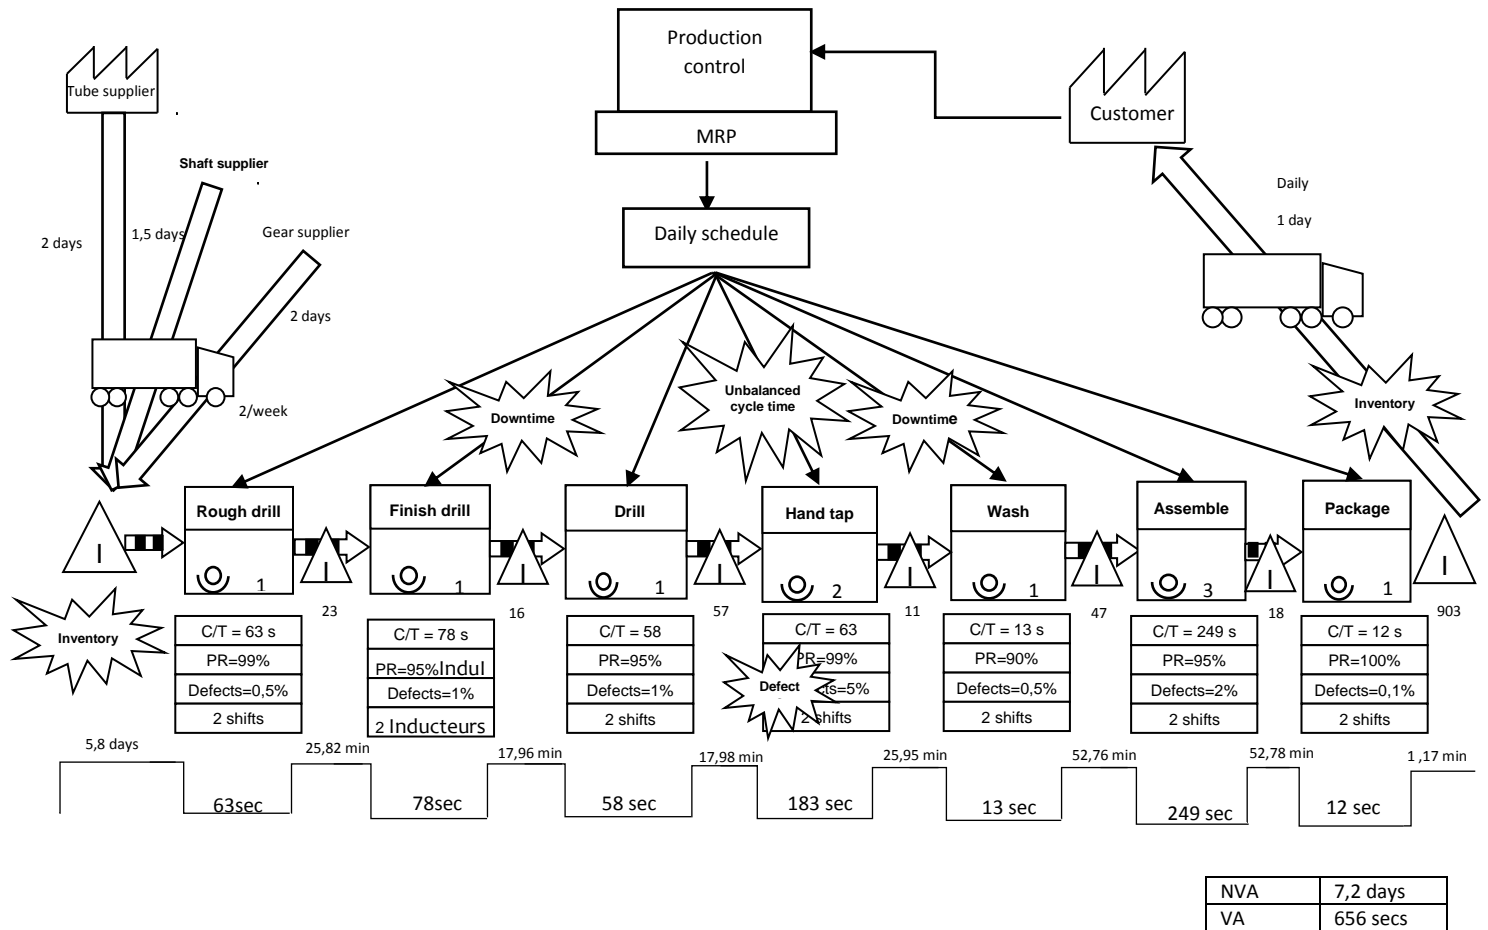 Production
control
MRP
Daily schedule
Customer
Tube supplier
Shaft supplier
Gear supplier
2 days
1,5 days
2 days
2/week
Daily
1 day
Downtime
Unbalanced
cycle time
Downtime
Inventory
I
Rough drill
1
I
23
Finish drill
1
I
16
Drill
1
I
57
Hand tap
2
I
11
Wash
1
I
47
Assemble
3
I
18
Package
1
I
903
Inventory
C/T = 63 s
PR=99%
Defects=0,5%
2 shifts
C/T = 78 s
PR=95%Indul
Defects=1%
2 Inducteurs
C/T = 58
PR=95%
Defects=1%
2 shifts
C/T = 63
PR=99%
Defect
cts=5%
2 shifts
C/T = 13 s
PR=90%
Defects=0,5%
2 shifts
C/T = 249 s
PR=95%
Defects=2%
2 shifts
C/T = 12 s
PR=100%
Defects=0,1%
2 shifts
5,8 days
25,82 min
17,96 min
17,98 min
25,95 min
52,76 min
52,78 min
1 ,17 min
63sec
78sec
58 sec
183 sec
13 sec
249 sec
12 sec
NVA 7,2 days
VA 656 secs